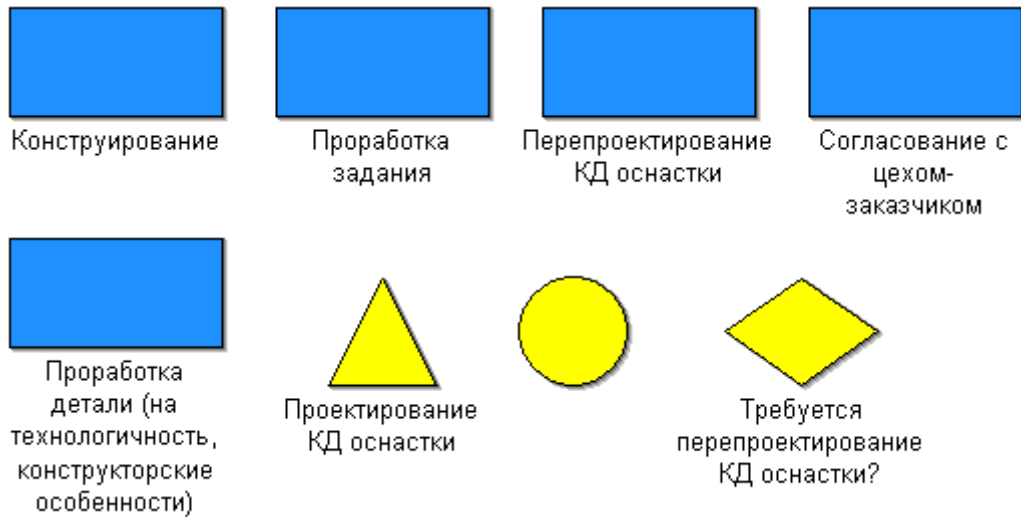 Конструирование
Проработка
задания
Перепроектирование
КД оснастки
Согласование с
цехом-
заказчиком
Проработка
детали (на
технологичность,
конструкторские
особенности)
Проектирование
КД оснастки
Требуется
перепроектирование
КД оснастки?